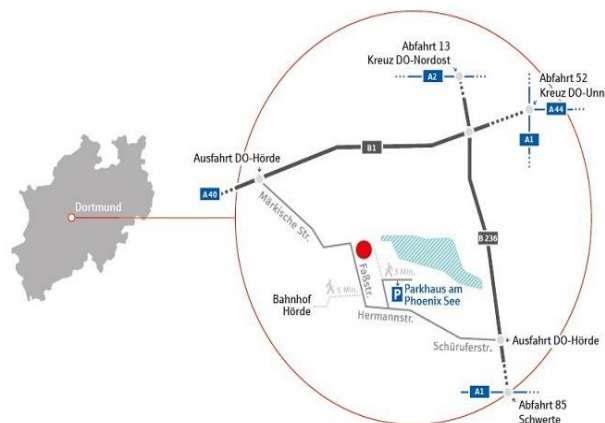 Abfahrt 13
Kreuz DO-Nordost
A2
Abfahrt 52
Kreuz DO-Unn
A44
A1
B1
Ausfahrt DO-Hörde
A40
Dortmund
Märkische Str.
B 236
3 Min.
Faßstr.
P
Parkhaus am
Phoenix See
5 Min.
Bahnhof
Hörde
Hermannstr.
Schüruferstr.
Ausfahrt DO-Hörde
A1
Abfahrt 85
Schwerte